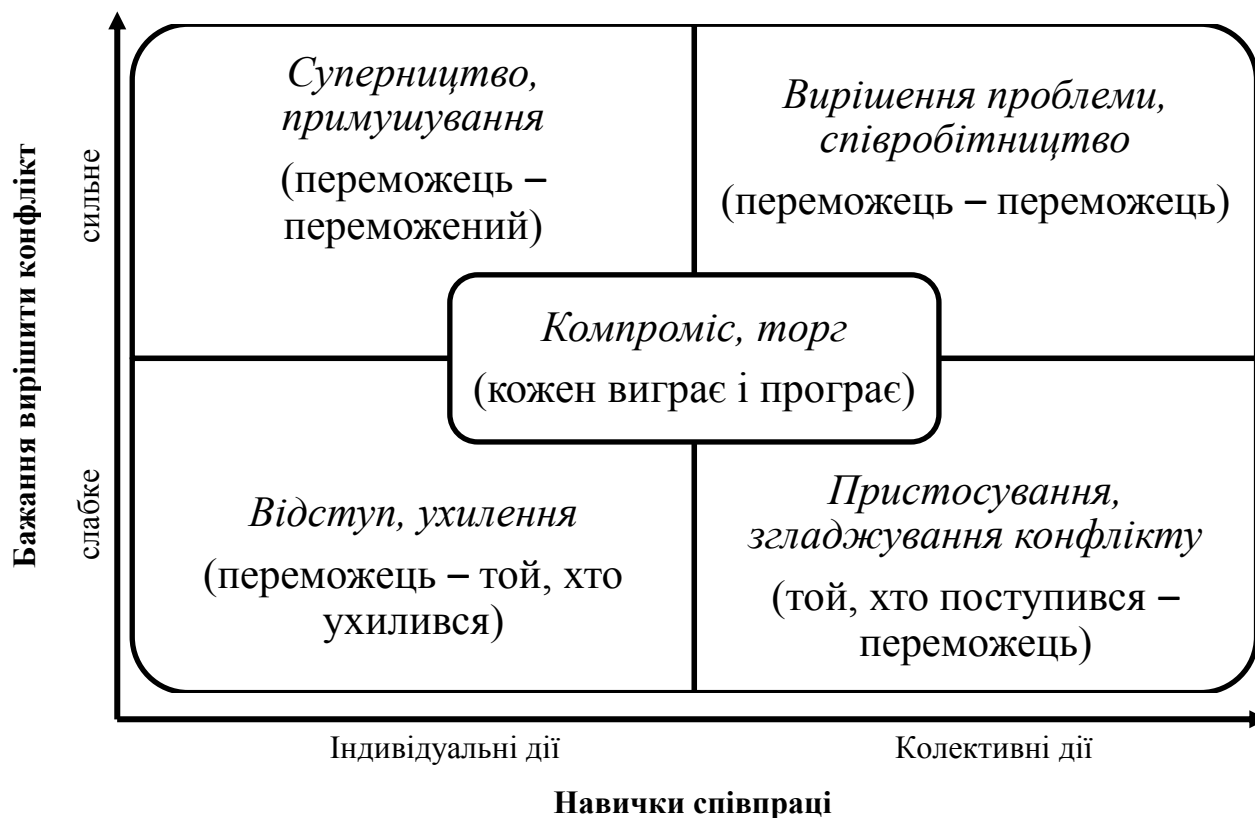 Бажання вирішити конфлікт
сильне
слабке
Суперництво,
примушування
(переможець –
переможений)
Вирішення проблеми,
співробітництво
(переможець – переможець)
Компроміс, торг
(кожен виграє і програє)
Відступ, ухилення
(переможець – той, хто
ухилився)
Пристосування,
згладжування конфлікту
(той, хто поступився –
переможець)
Індивідуальні дії
Колективні дії
Навички співпраці